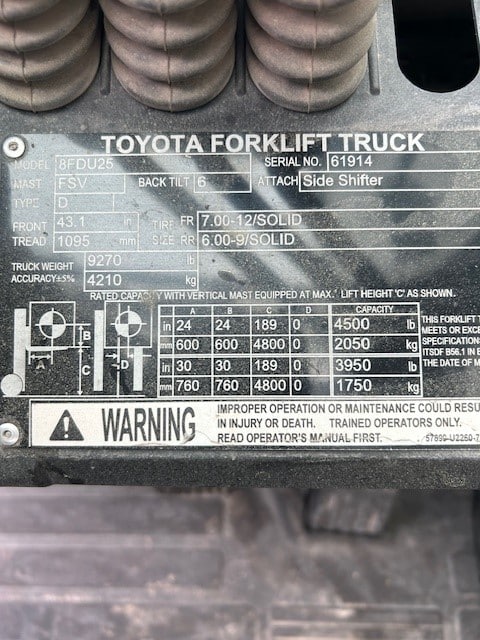 TOYOTA FORKLIFT TRUCK
MODEL 8FDU25 SERIAL NO. 61914
MAST FSV BACK TILT 6 ATTACH Side Shifter
TYPE D
FRONT TREAD 43.1 in 1095 mm
TIRE SIZE FR 7.00-12/SOLID
RR 6.00-9/SOLID
TRUCK WEIGHT 9270 lb
ACCURACY±5% 4210 kg
RATED CAPACITY WITH VERTICAL MAST EQUIPPED AT MAX. LIFT HEIGHT 'C' AS SHOWN.
A B C D CAPACITY
in 24 24 189 0 4500 lb
mm 600 600 4800 0 2050 kg
in 30 30 189 0 3950 lb
mm 760 760 4800 0 1750 kg
A B C D
THIS FORKLIFT
MEETS OR EXCE
SPECIFICATION
ITSDF B56.1 IN E
THE DATE OF M
WARNING
IMPROPER OPERATION OR MAINTENANCE COULD RESU
IN INJURY OR DEATH. TRAINED OPERATORS ONLY.
READ OPERATOR'S MANUAL FIRST. 57899-U2260-7